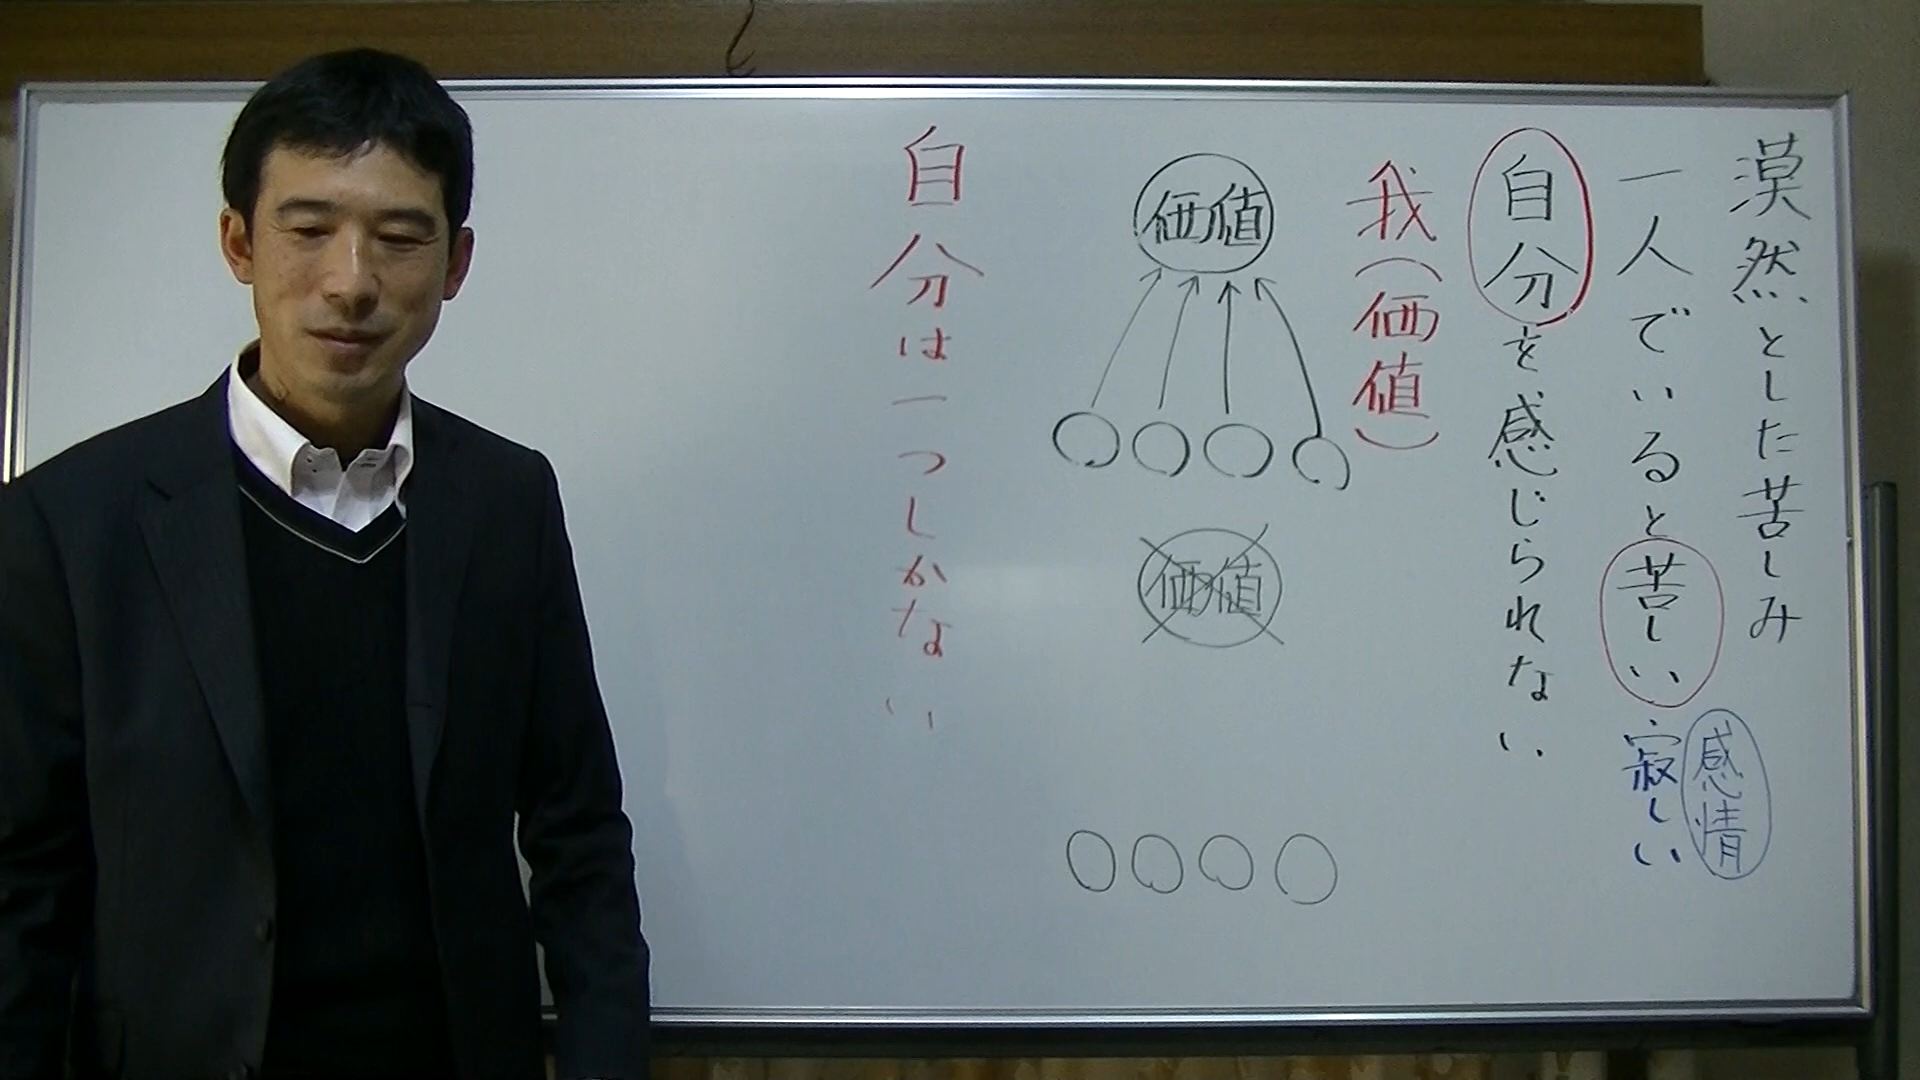 漠然とした苦しみ
一人でいると苦しい 寂しい
感情
自分を感じられない
我(価値)
価値
価値
自分は一つしかない